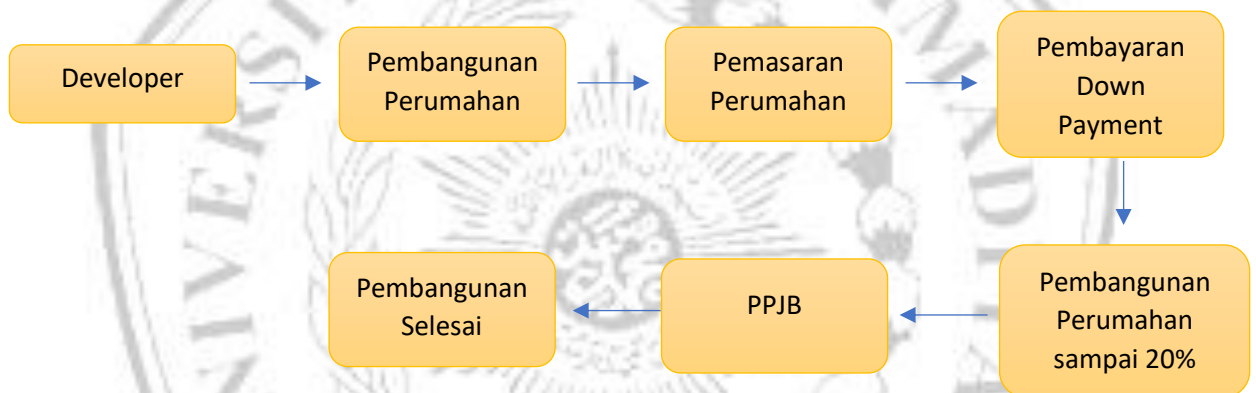 Developer
Pembangunan
Perumahan
Pemasaran
Perumahan
Pembayaran
Down
Payment
Pembangunan
Perumahan
sampai 20%
PPJB
Pembangunan
Selesai